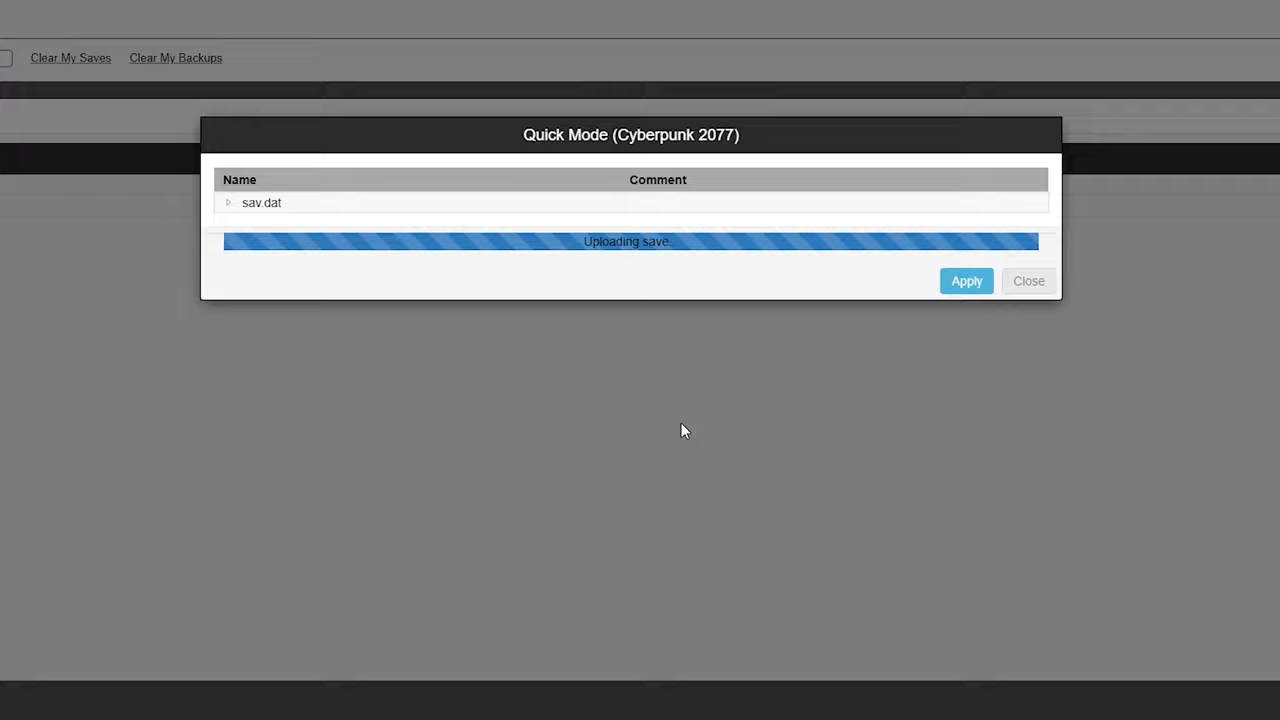 Clear My Saves Clear My Backups
Quick Mode (Cyberpunk 2077)
Name Comment
sav.dat
Uploading save...
Apply Close